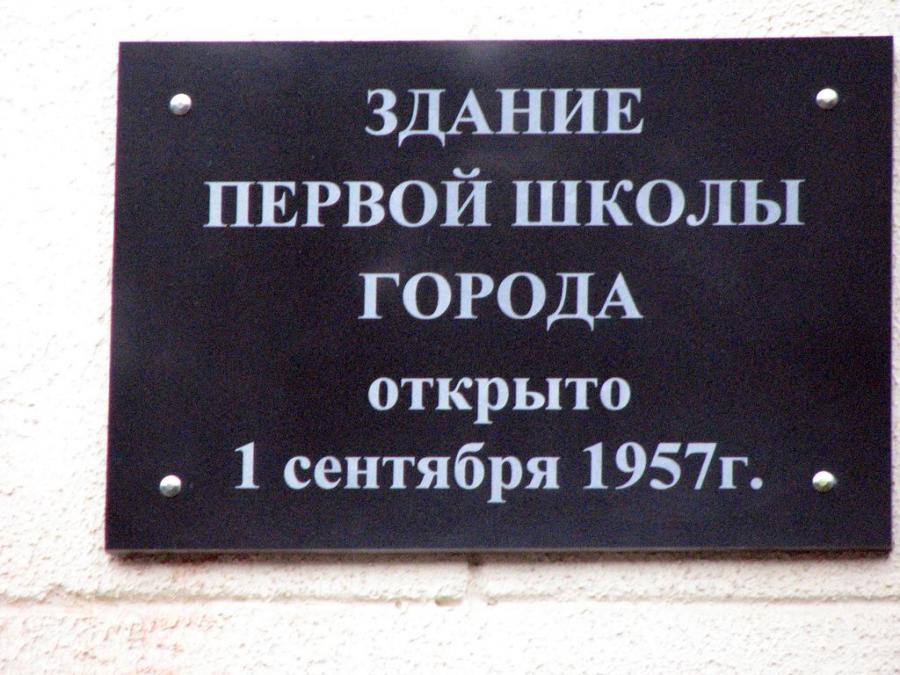 ЗДАНИЕ
ПЕРВОЙ ШКОЛЫ
ГОРОДА
открыто
1 сентября 1957г.